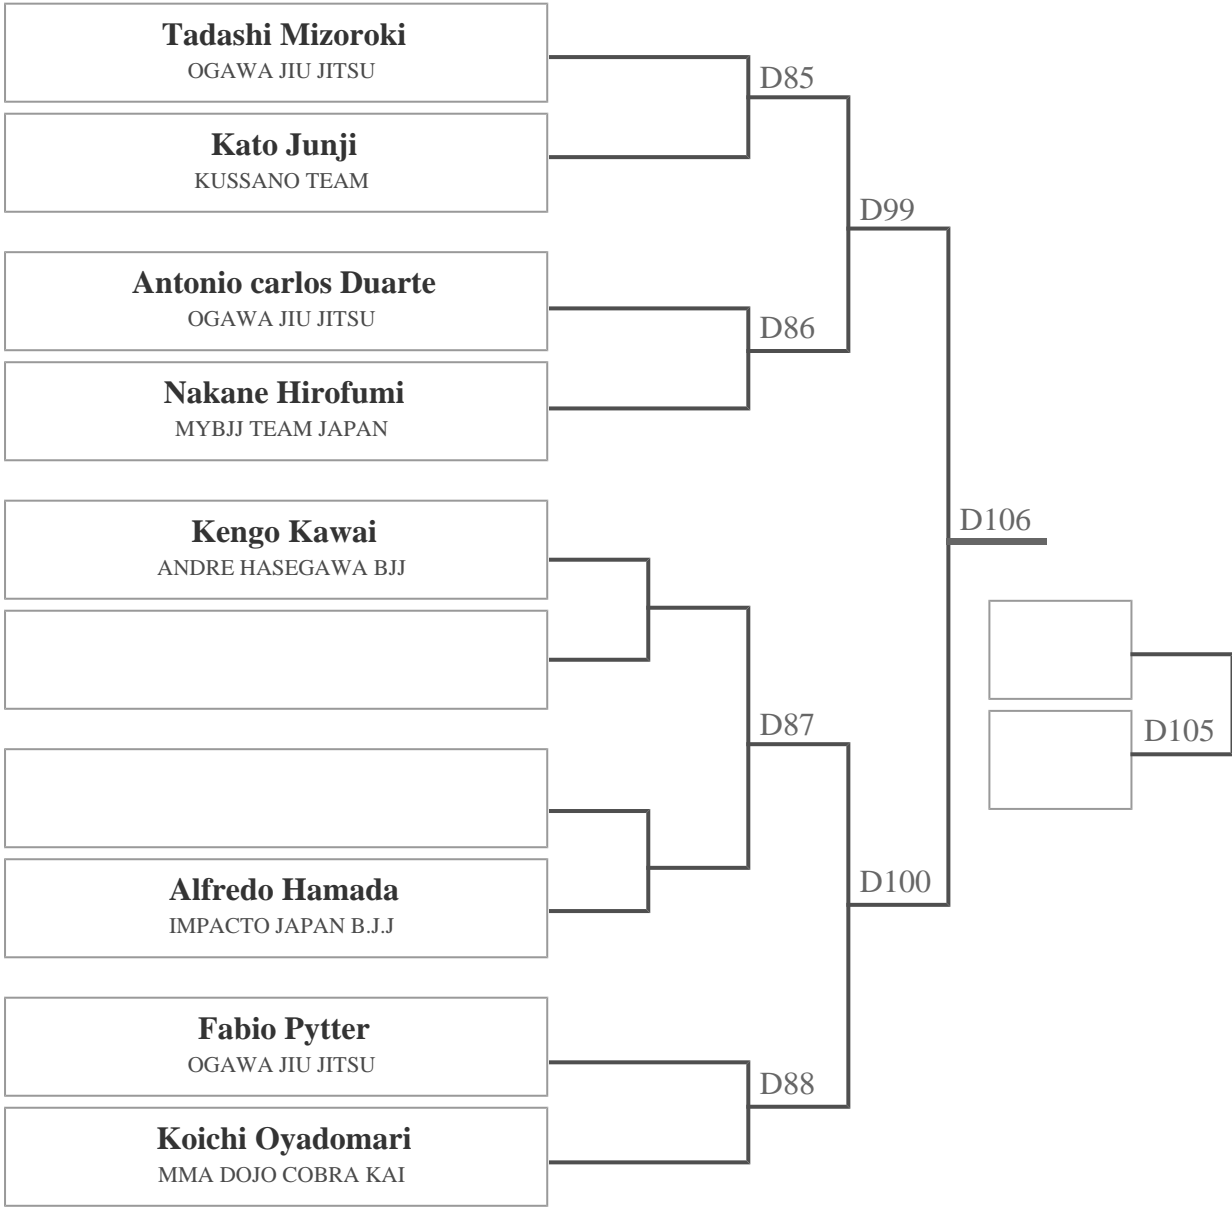 Tadashi Mizoroki
OGAWA JIU JITSU
D85
Kato Junji
KUSSANO TEAM
D99
Antonio carlos Duarte
OGAWA JIU JITSU
D86
Nakane Hirofumi
MYBJJ TEAM JAPAN
Kengo Kawai
ANDRE HASEGAWA BJJ
D106
D87
D105
Alfredo Hamada
IMPACTO JAPAN B.J.J
D100
Fabio Pytter
OGAWA JIU JITSU
D88
Koichi Oyadomari
MMA DOJO COBRA KAI